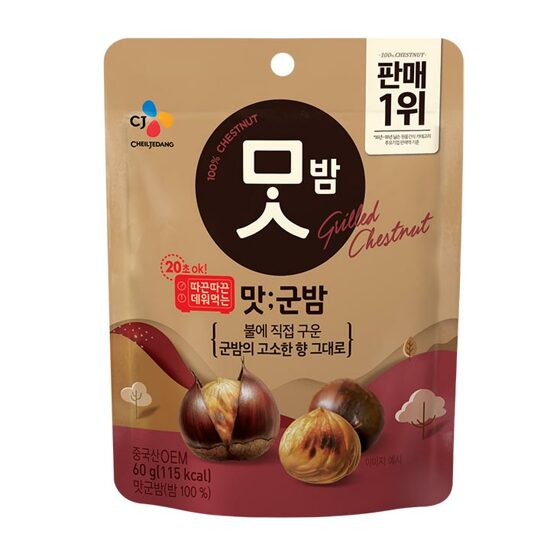 100% CHESTNUT
판매
1위
CJ
CHEILJEDANG
100% CHESTNUT
맛밤
Grilled
Chestnut
20초ok!
따끈따끈
데워먹는
맛;군밤
불에 직접 구운
군밤의 고소한 향 그대로
중국산OEM
60 g(115 kcal)
맛군밤(밤 100 %)
이미지 예시